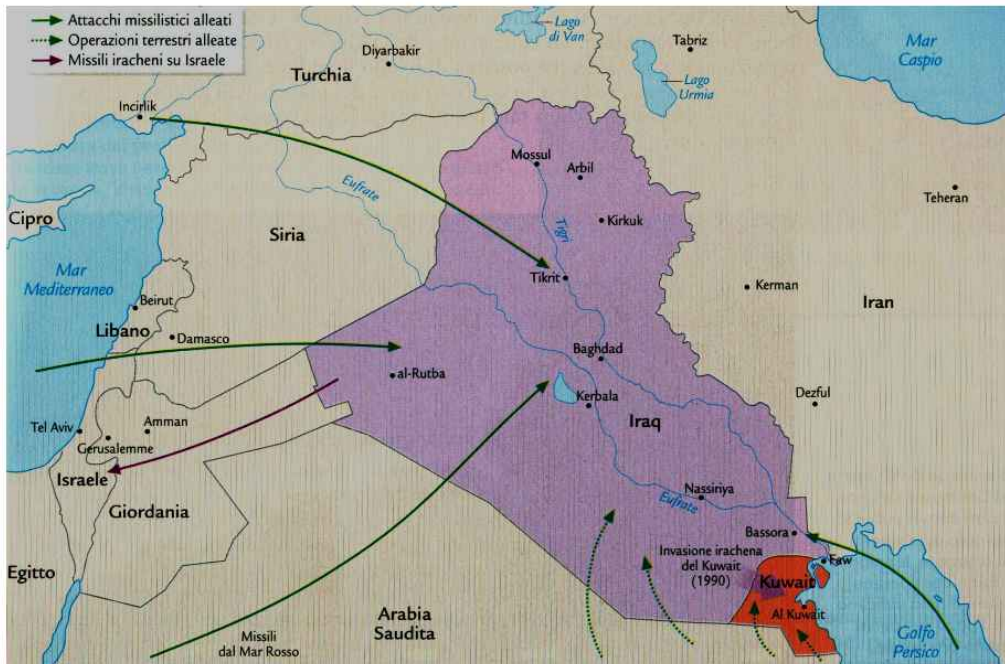 Attacchi missilistici alleati
Operazioni terrestri alleate
Missili iracheni su Israele
Lago
di Van
Tabriz
Mar
Caspio
Diyarbakir
Turchia
Lago
Urmia
Incirlik
Mossul
Arbil
Teheran
Eufrate
Cipro
Kirkuk
Tigri
Siria
Mar
Mediterraneo
Tikrit
Kerman
Iran
Beirut
Libano
Damasco
Baghdad
al-Rutba
Kerbala
Dezful
Iraq
Tel Aviv
Amman
Gerusalemme
Israele
Giordania
Nassiriya
Eufrate
Bassora
Invasione irachena
del Kuwait
(1990)
Faw
Egitto
Kuwait
Al Kuwait
Arabia
Saudita
Missili
dal Mar Rosso
Golfo
Persico